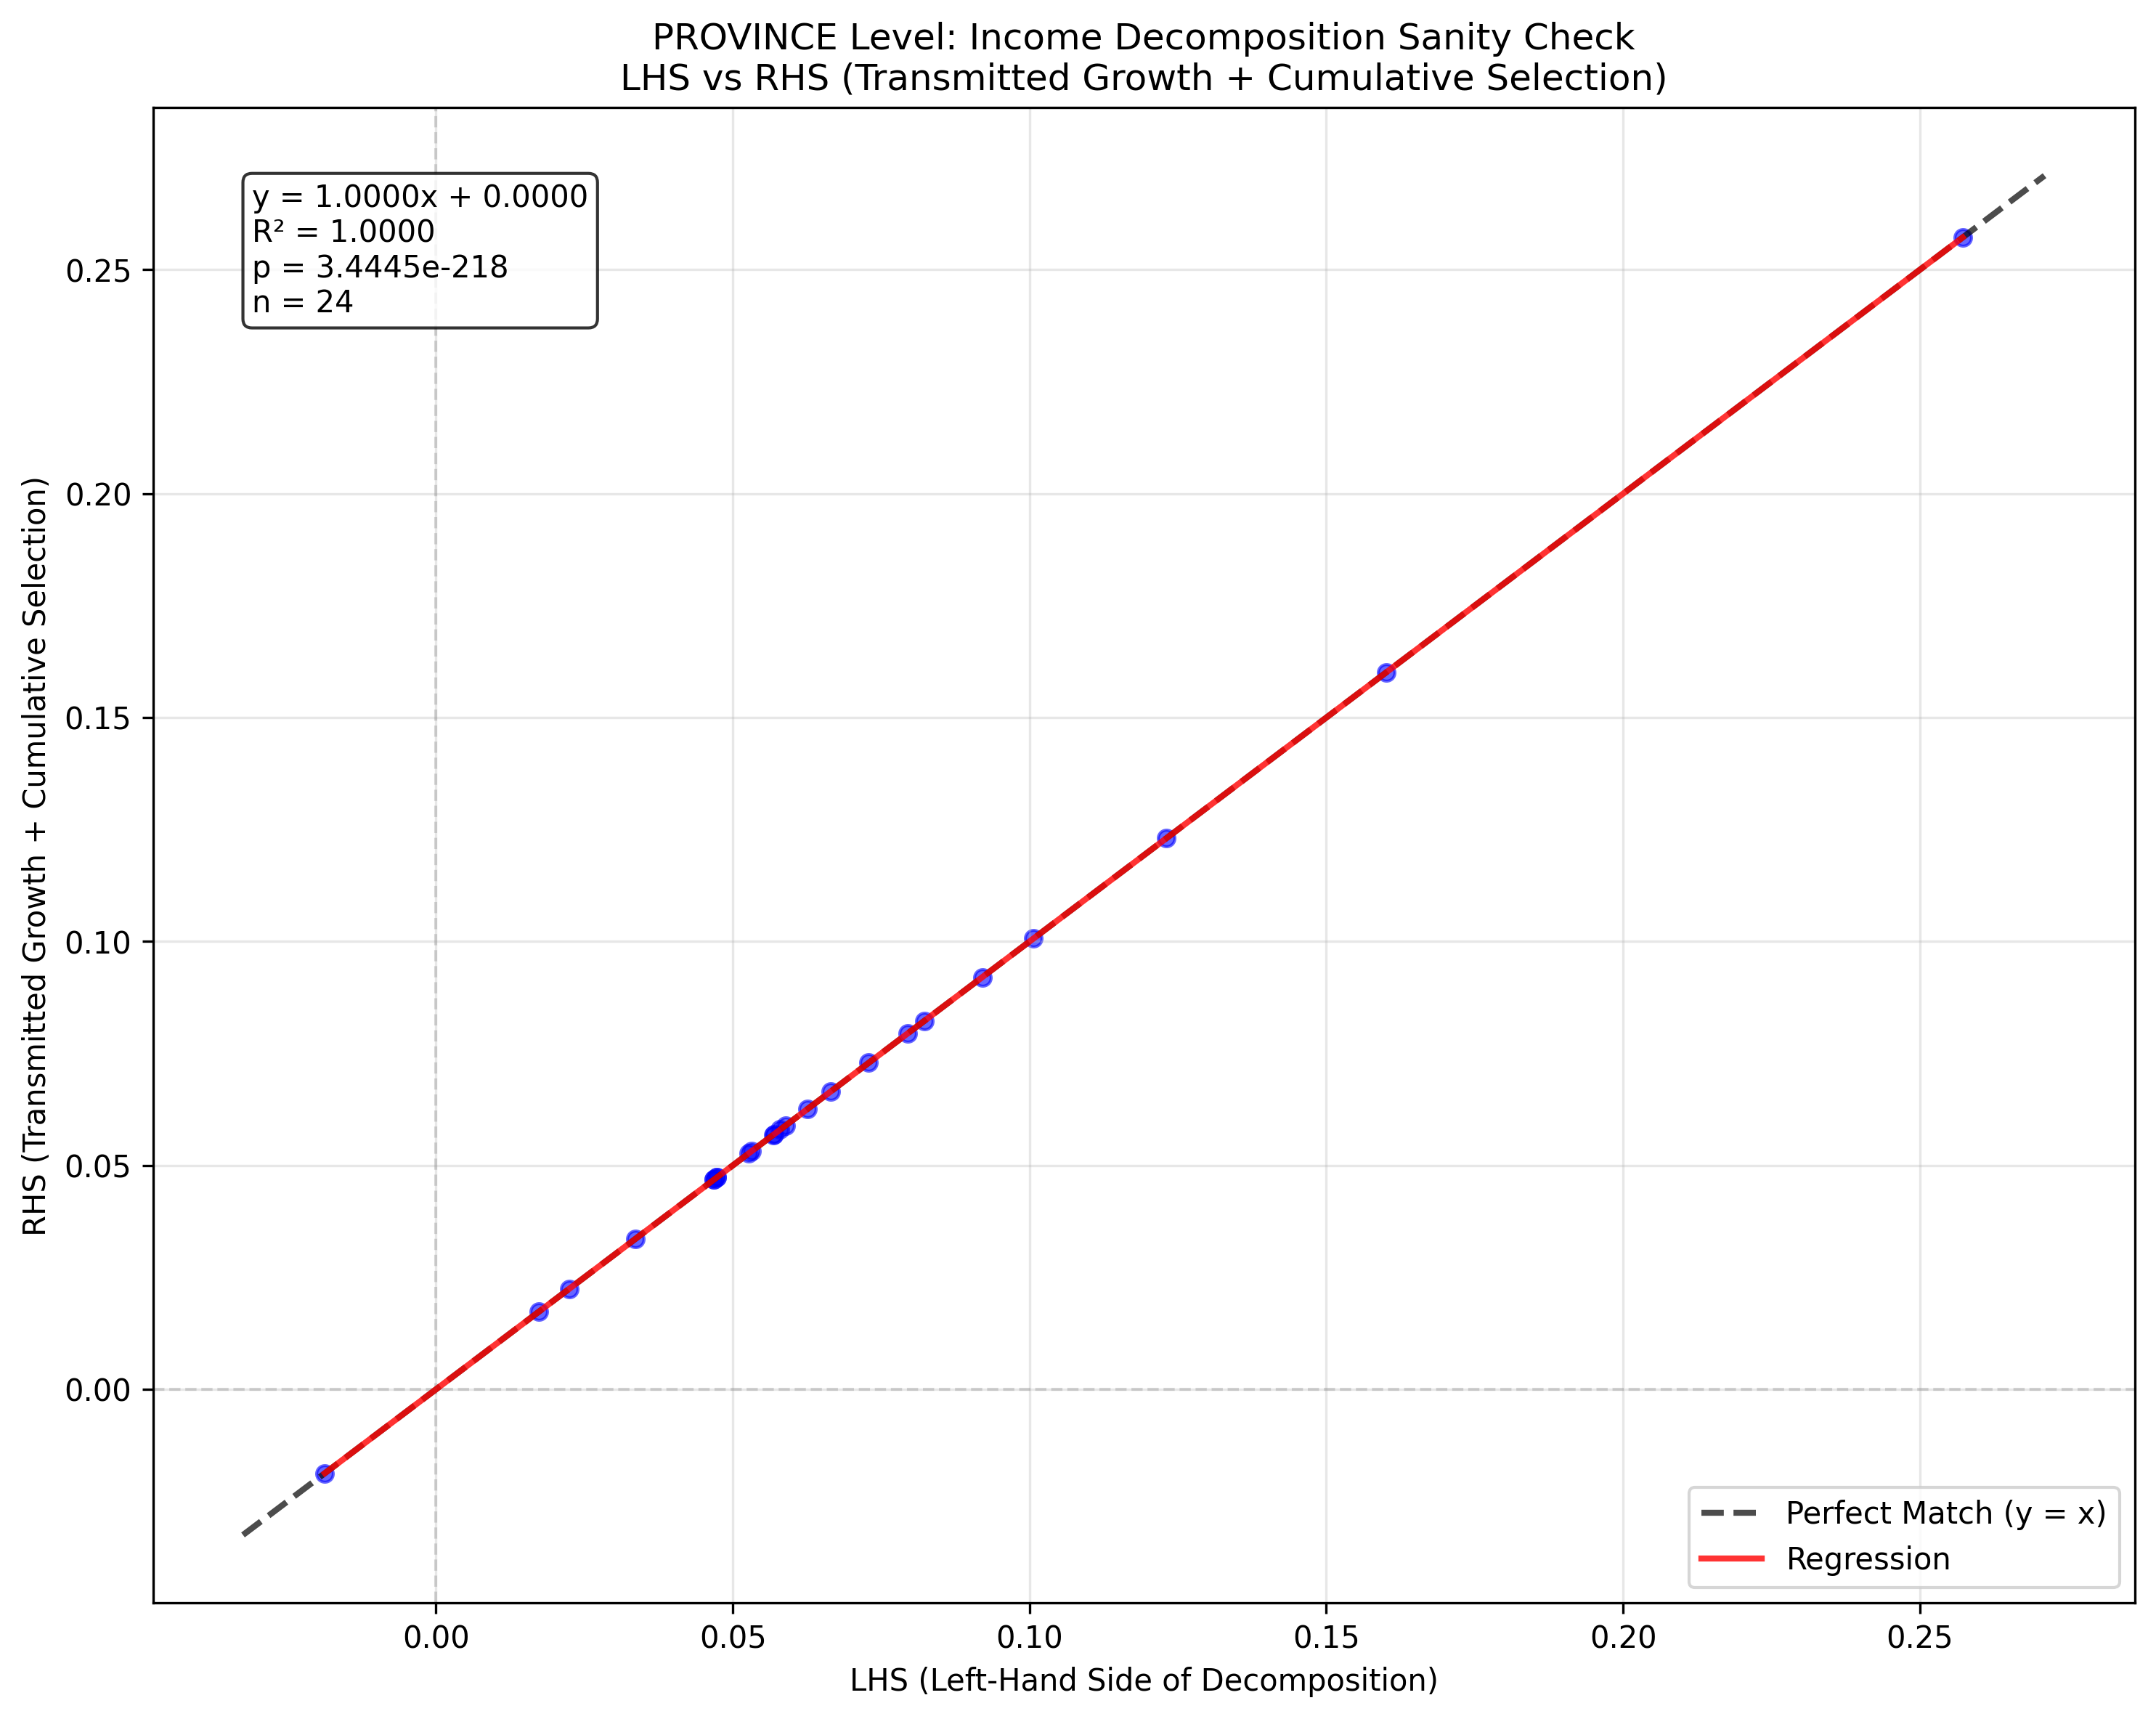 PROVINCE Level: Income Decomposition Sanity Check
LHS vs RHS (Transmitted Growth + Cumulative Selection)
y = 1.0000x + 0.0000
R² = 1.0000
p = 3.4445e-218
n = 24
RHS (Transmitted Growth + Cumulative Selection)
0.25
0.20
0.15
0.10
0.05
0.00
Perfect Match (y = x)
Regression
0.00 0.05 0.10 0.15 0.20 0.25
LHS (Left-Hand Side of Decomposition)